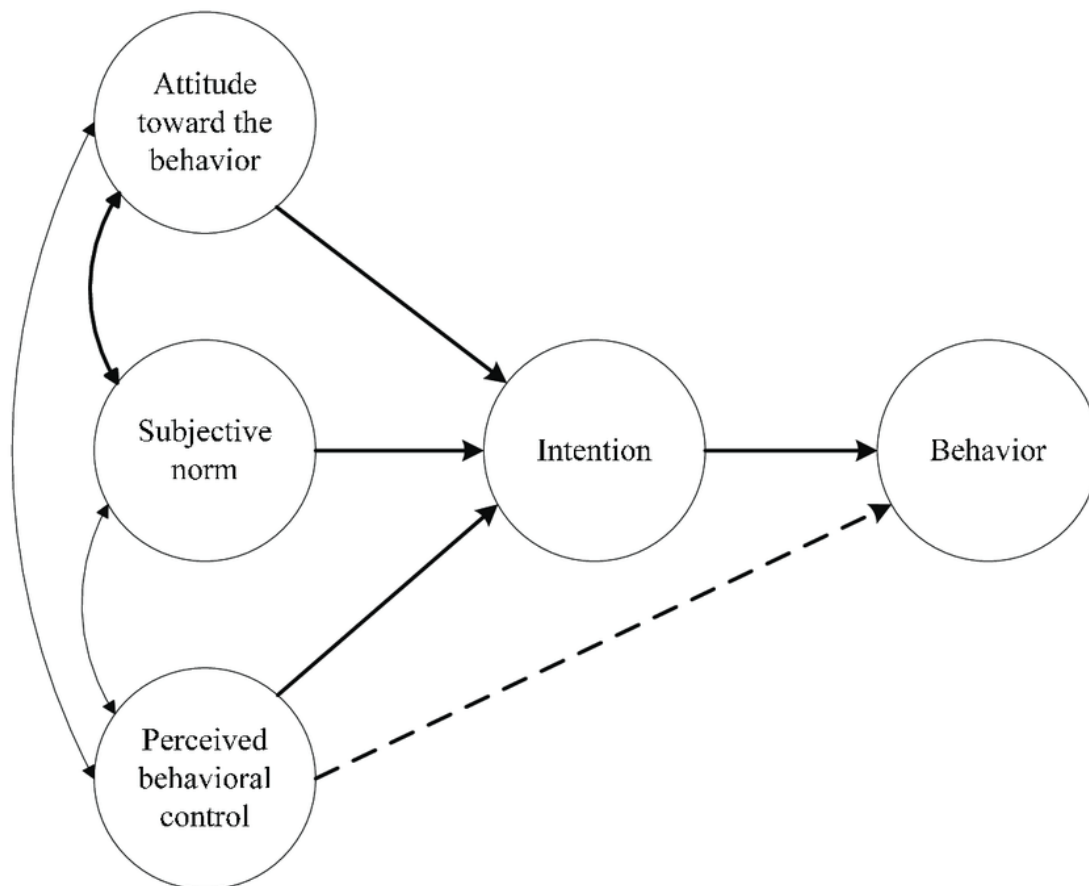 Attitude
toward the
behavior
Subjective
norm
Intention
Behavior
Perceived
behavioral
control